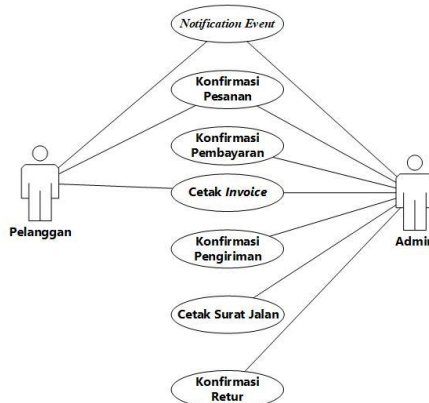 Notification Event
Konfirmasi
Pesanan
Konfirmasi
Pembayaran
Cetak Invoice
Pelanggan
Admin
Konfirmasi
Pengiriman
Cetak Surat Jalan
Konfirmasi
Retur